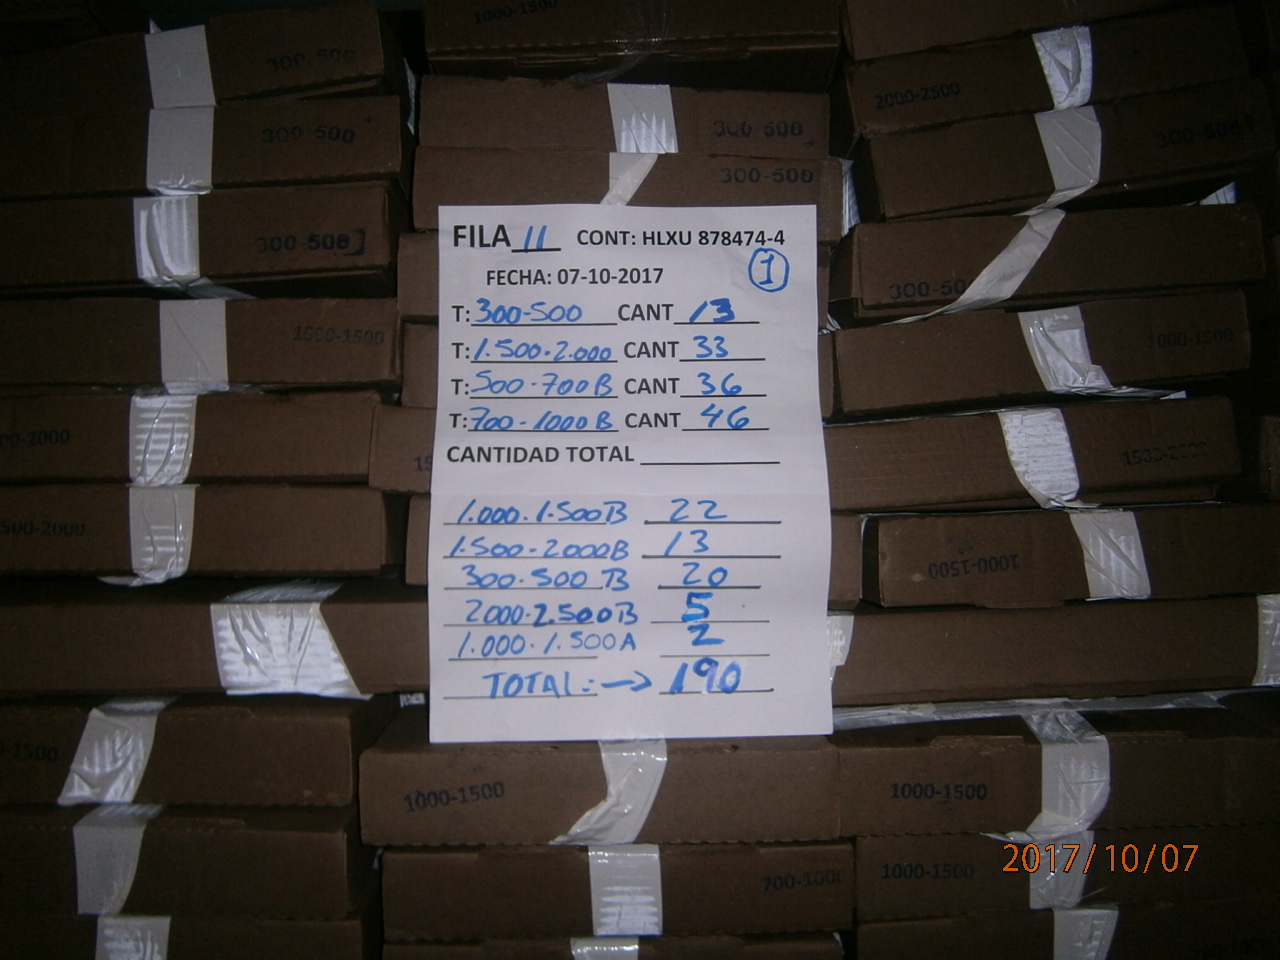 1000-1500
300-500
2000-2500
300-500
300-500
300-500
300-500
300-500
300-500
FILA 11 CONT: HLXU 878474-4
FECHA: 07-10-2017
1
T: 300-500 CANT 13
T: 1.500-2.000 CANT 33
T: 500-700B CANT 36
T: 700-1000B CANT 46
CANTIDAD TOTAL
1.000-1.500B 22
1.500-2000B 13
300-500B 20
2000-2.500B 5
1.000-1.500A 2
TOTAL: → 190
300-50
1000-1500
1000-1500
00-2000
15
1500-2000
500-2000
1000-1500
0-1500
1000-1500
1000-1500
700-1000
1000-1500
2017/10/07